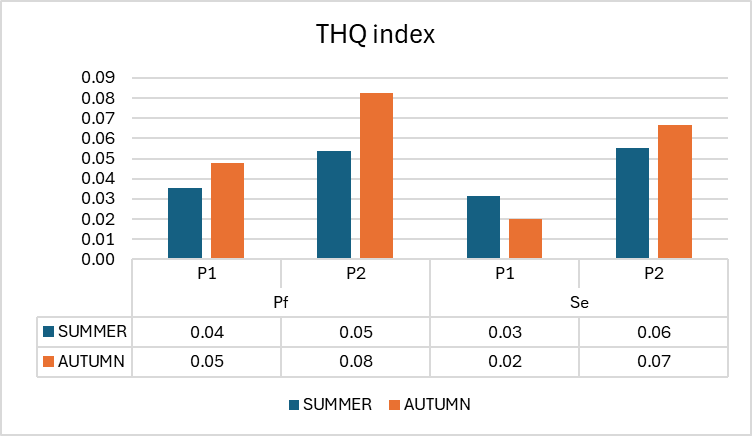 THQ index
0.09
0.08
0.07
0.06
0.05
0.04
0.03
0.02
0.01
0.00
P1 P2 P1 P2
Pf Se
SUMMER 0.04 0.05 0.03 0.06
AUTUMN 0.05 0.08 0.02 0.07
SUMMER AUTUMN